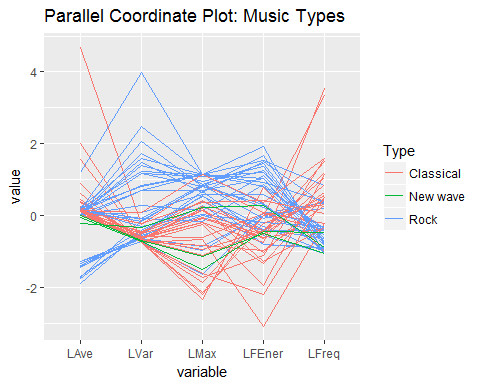 Parallel Coordinate Plot: Music Types
4
2
0
-2
value
LAve LVar LMax LFEner LFreq
variable
Type
Classical
New wave
Rock